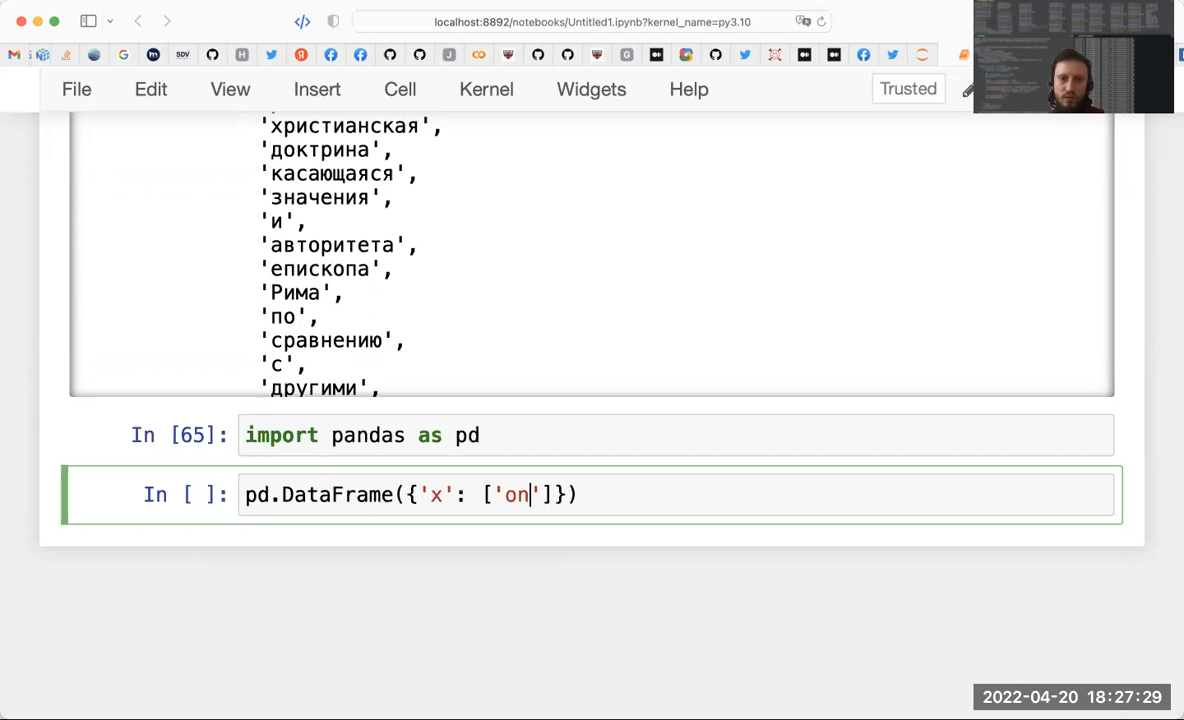 localhost:8892/notebooks/Untitled1.ipynb?kernel_name=py3.10
SDV
File Edit View Insert Cell Kernel Widgets Help Trusted
'христианская',
'доктрина',
'касающаяся',
'значения',
'и',
'авторитета',
'епископа',
'Рима',
'по',
'сравнению',
'с',
'другими',
In [65]: import pandas as pd
In [ ]: pd.DataFrame({'x': ['on']})
2022-04-20 18:27:29